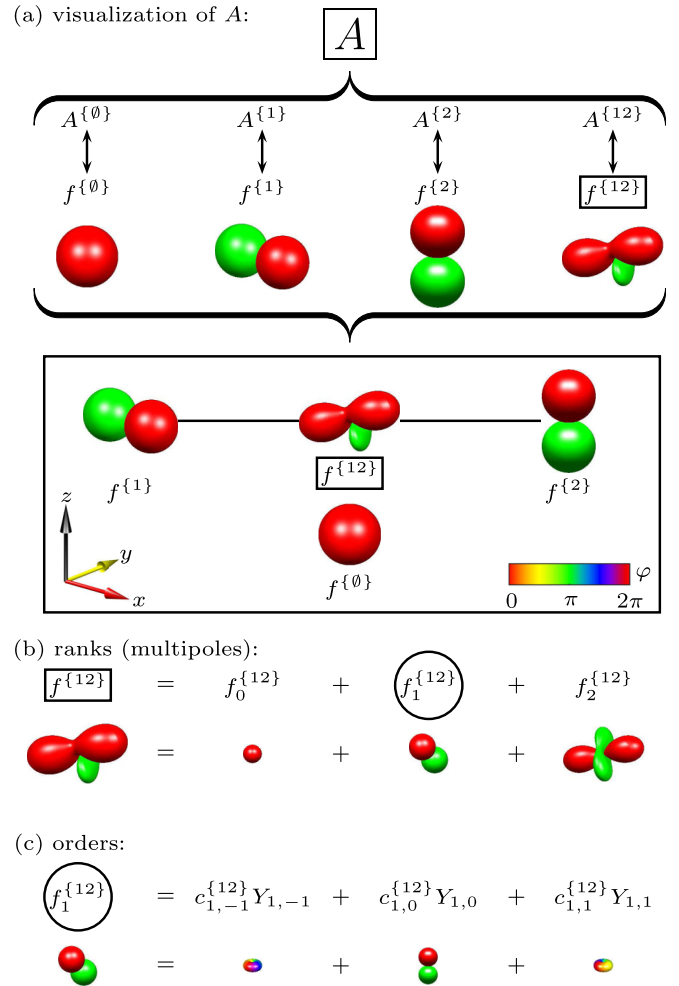 (a) visualization of A:
A
A^{∅} A^{1} A^{2} A^{12}
f^{∅} f^{1} f^{2} f^{12}
f^{12}
f^{1} f^{2}
z
y
x
f^{∅}
φ
0 π 2π
(b) ranks (multipoles):
f^{12} = f_0^{12} + f_1^{12} + f_2^{12}
= + +
(c) orders:
f_1^{12} = c_{1,-1}^{12} Y_{1,-1} + c_{1,0}^{12} Y_{1,0} + c_{1,1}^{12} Y_{1,1}
= + +